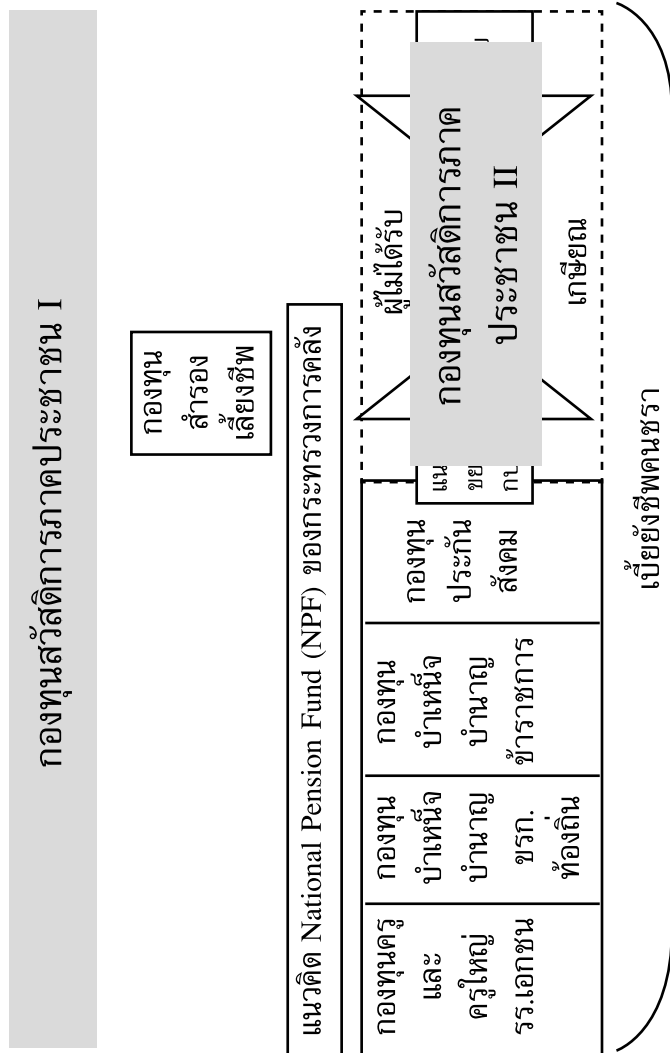 กองทุนสวัสดิการภาคประชาชน I
กองทุน
สำรอง
เลี้ยงชีพ
แนวคิด National Pension Fund (NPF) ของกระทรวงการคลัง
กองทุนครู
และ
ครูใหญ่
รร.เอกชน
กองทุน
บำเหน็จ
บำนาญ
ขรก.
ท้องถิ่น
กองทุน
บำเหน็จ
บำนาญ
ข้าราชการ
กองทุน
ประกัน
สังคม
ผู้ไม่ได้รับ
กองทุนสวัสดิการภาค
ประชาชน II
เกษียณ
เบี้ยยังชีพคนชรา